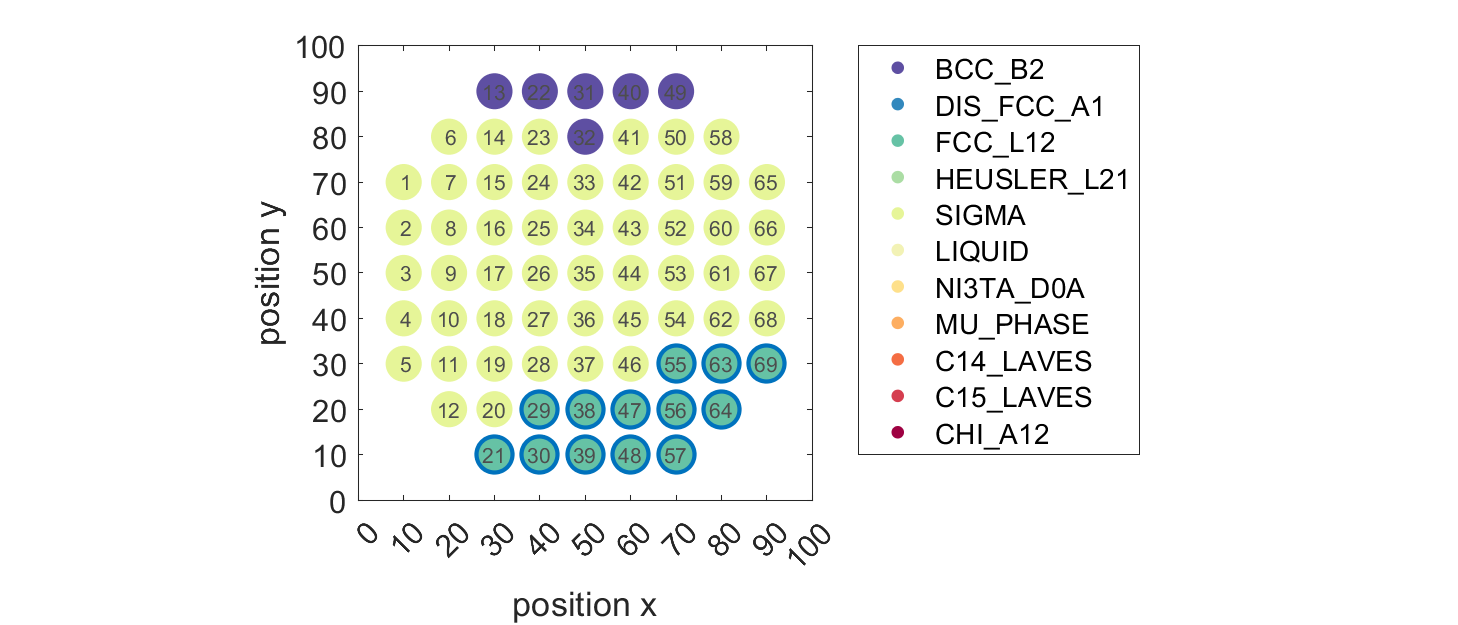 100
90 13 22 31 40 49
80 6 14 23 32 41 50 58
70 1 7 15 24 33 42 51 59 65
60 2 8 16 25 34 43 52 60 66
50 3 9 17 26 35 44 53 61 67
40 4 10 18 27 36 45 54 62 68
30 5 11 19 28 37 46 55 63 69
20 12 20 29 38 47 56 64
10 21 30 39 48 57
0
0 10 20 30 40 50 60 70 80 90 100
position x
position y
BCC_B2
DIS_FCC_A1
FCC_L12
HEUSLER_L21
SIGMA
LIQUID
NI3TA_D0A
MU_PHASE
C14_LAVES
C15_LAVES
CHI_A12